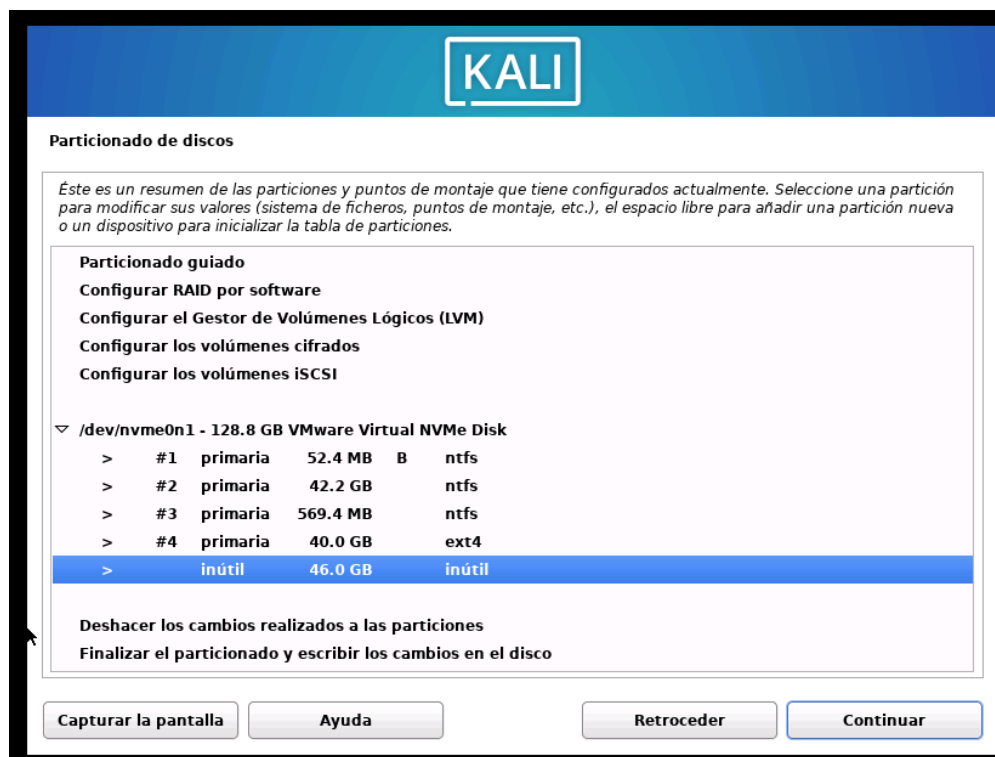 KALI
Particionado de discos
Éste es un resumen de las particiones y puntos de montaje que tiene configurados actualmente. Seleccione una partición
para modificar sus valores (sistema de ficheros, puntos de montaje, etc.), el espacio libre para añadir una partición nueva
o un dispositivo para inicializar la tabla de particiones.
Particionado guiado
Configurar RAID por software
Configurar el Gestor de Volúmenes Lógicos (LVM)
Configurar los volúmenes cifrados
Configurar los volúmenes iSCSI
/dev/nvme0n1 - 128.8 GB VMware Virtual NVMe Disk
> #1 primaria 52.4 MB B ntfs
> #2 primaria 42.2 GB ntfs
> #3 primaria 569.4 MB ntfs
> #4 primaria 40.0 GB ext4
> inútil 46.0 GB inútil
Deshacer los cambios realizados a las particiones
Finalizar el particionado y escribir los cambios en el disco
Capturar la pantalla Ayuda Retroceder Continuar